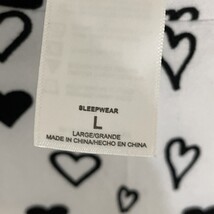 SLEEPWEAR
L
LARGE/GRANDE
MADE IN CHINA/HECHO EN CHINA